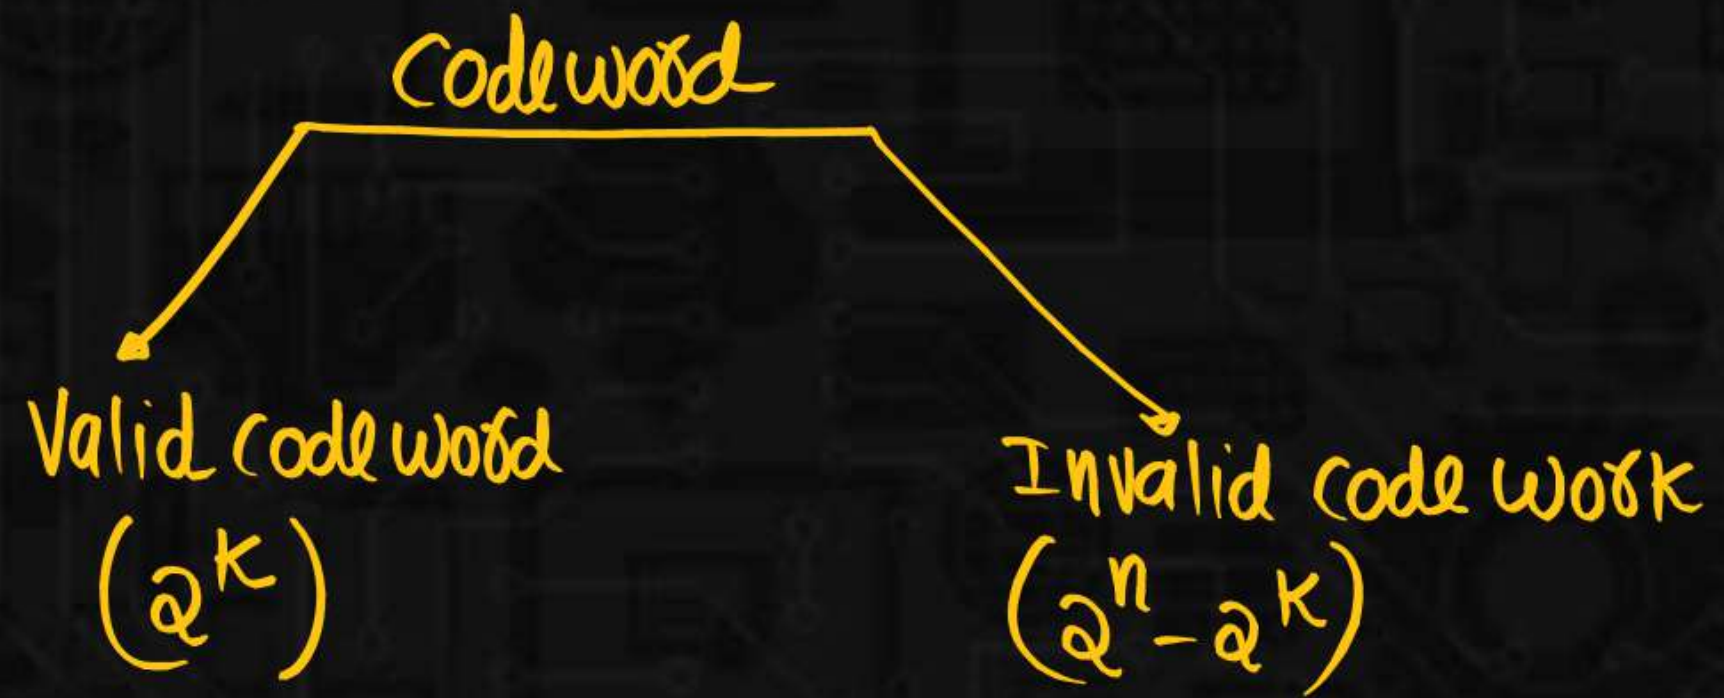 Codeword
Valid codeword
Invalid code work
(2^k)
(2^n - 2^k)